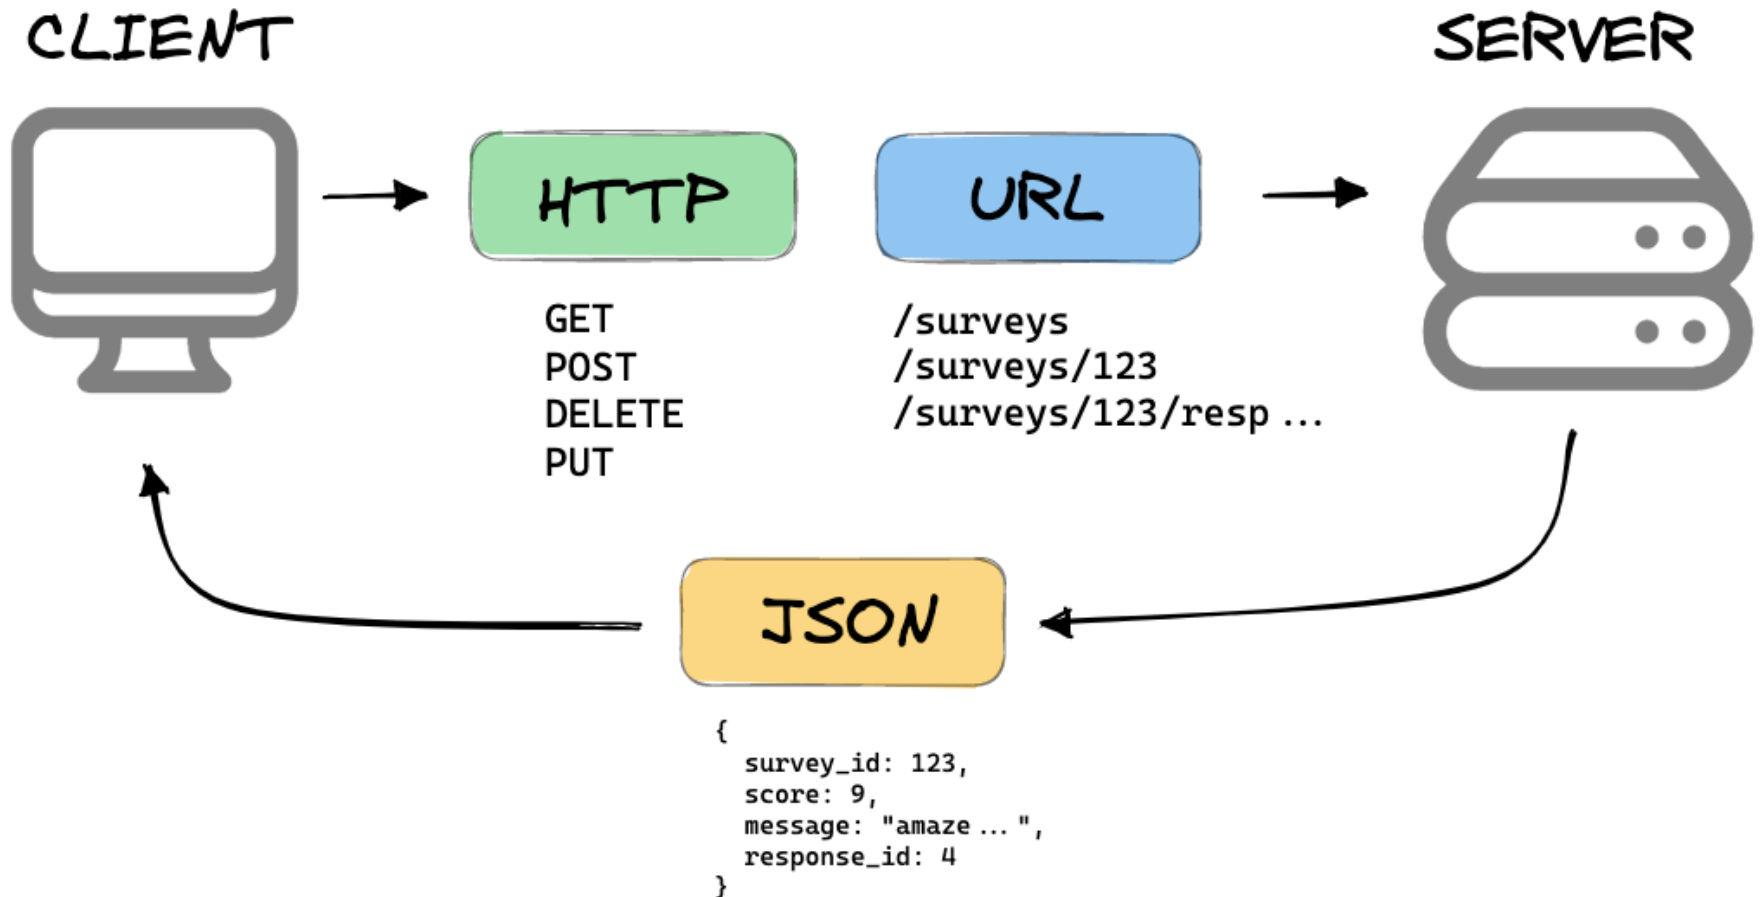 CLIENT
SERVER
HTTP
URL
GET
POST
DELETE
PUT
/surveys
/surveys/123
/surveys/123/resp ...
JSON
{
survey_id: 123,
score: 9,
message: "amaze ... ",
response_id: 4
}